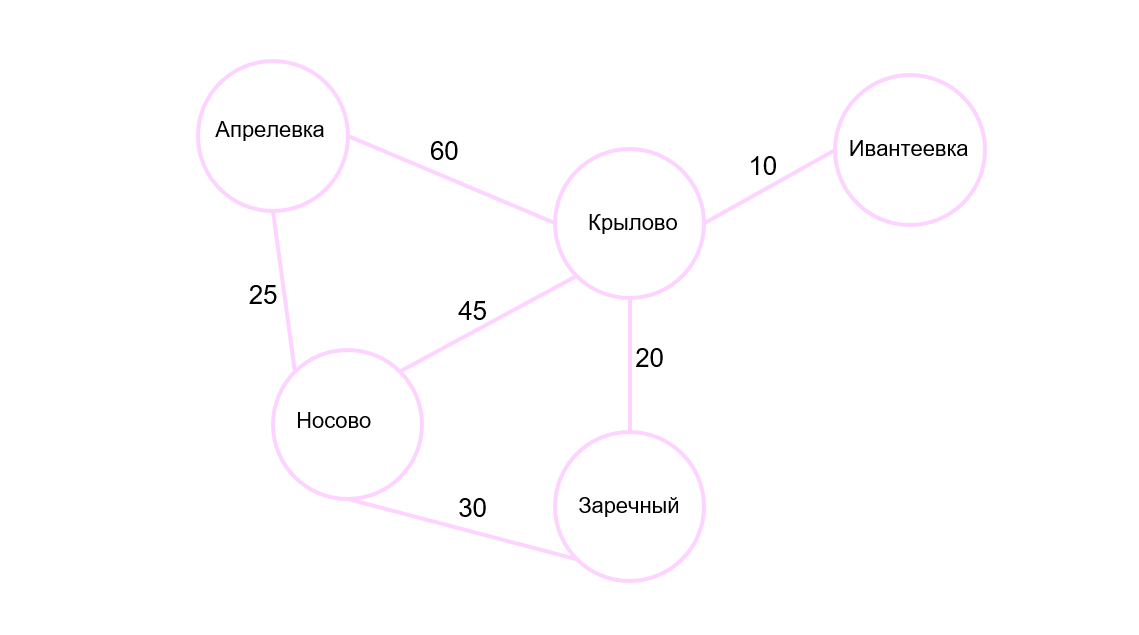 Апрелевка
60
Ивантеевка
10
Крылово
25
45
20
Носово
30
Заречный